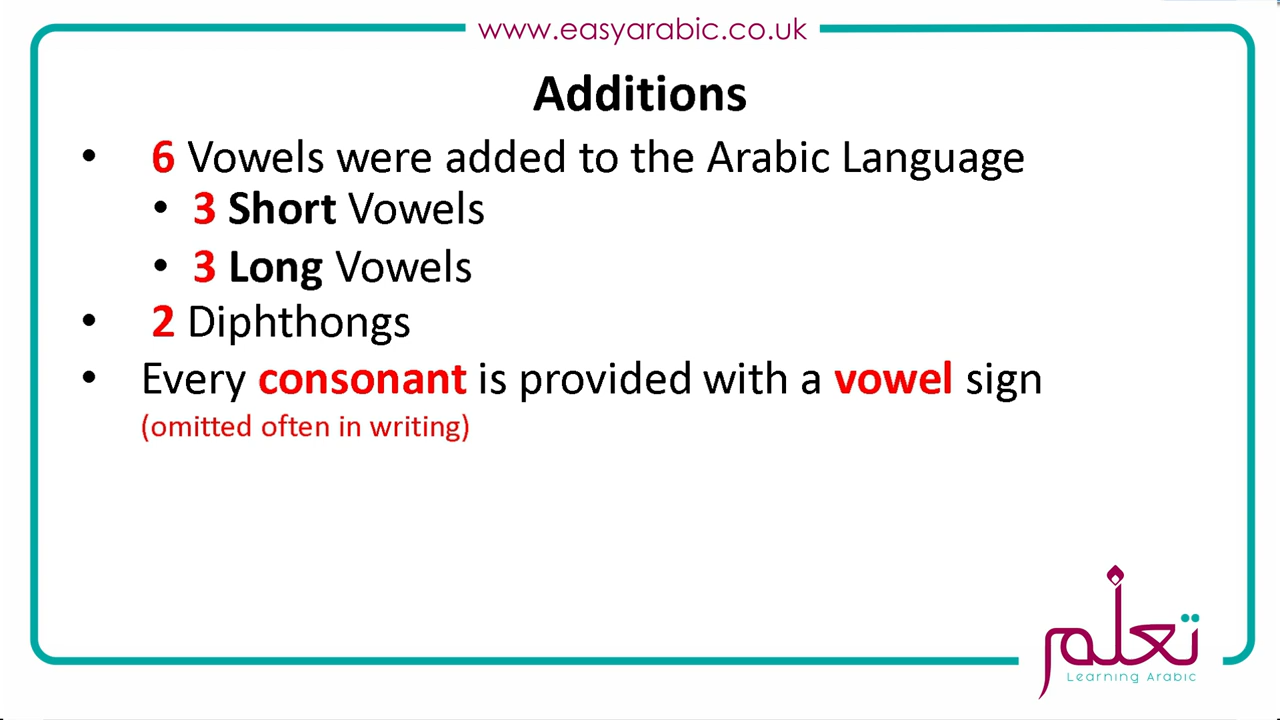 www.easyarabic.co.uk
Additions
• 6 Vowels were added to the Arabic Language
• 3 Short Vowels
• 3 Long Vowels
• 2 Diphthongs
• Every consonant is provided with a vowel sign
(omitted often in writing)
تعلم
Learning Arabic